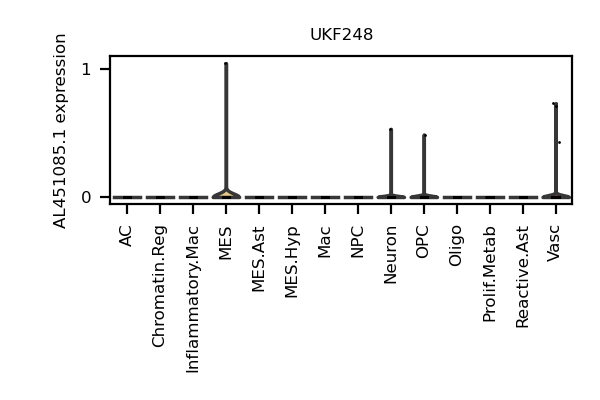 UKF248
AL451085.1 expression
1
0
AC
Chromatin.Reg
Inflammatory.Mac
MES
MES.Ast
MES.Hyp
Mac
NPC
Neuron
OPC
Oligo
Prolif.Metab
Reactive.Ast
Vasc